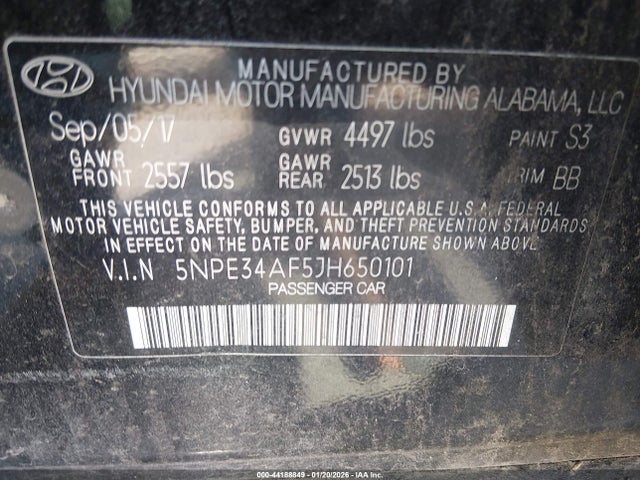 MANUFACTURED BY
HYUNDAI MOTOR MANUFACTURING ALABAMA, LLC
Sep/05/17 GVWR 4497 lbs PAINT S3
GAWR FRONT 2557 lbs GAWR REAR 2513 lbs TRIM BB
THIS VEHICLE CONFORMS TO ALL APPLICABLE U.S.A. FEDERAL
MOTOR VEHICLE SAFETY, BUMPER, AND THEFT PREVENTION STANDARDS
IN EFFECT ON THE DATE OF MANUFACTURE SHOWN ABOVE.
V.I.N 5NPE34AF5JH650101
PASSENGER CAR
000-44188849 - 01/20/2026 - IAA Inc.